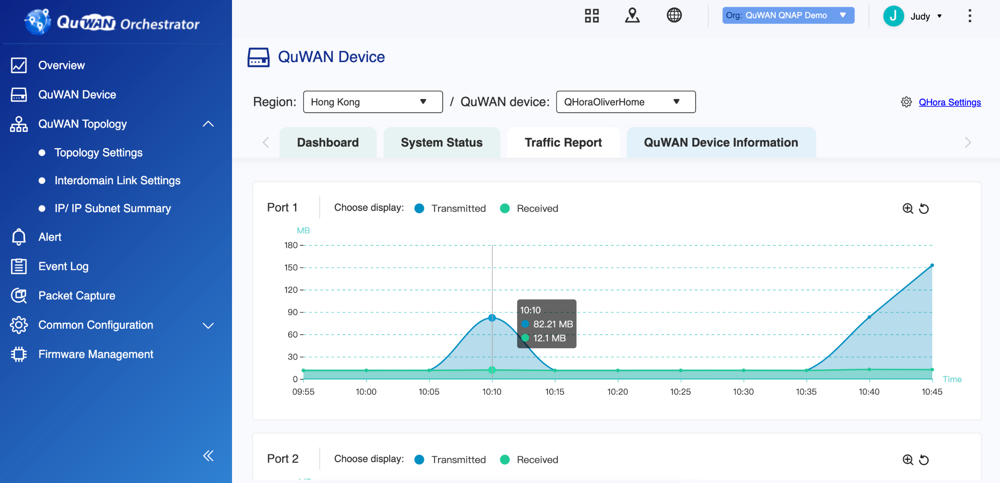 QuWAN Orchestrator
Org: QuWAN QNAP Demo
J Judy
Overview
QuWAN Device
QuWAN Topology
Topology Settings
Interdomain Link Settings
IP/ IP Subnet Summary
Alert
Event Log
Packet Capture
Common Configuration
Firmware Management
QuWAN Device
Region: Hong Kong / QuWAN device: QHoraOliverHome
QHora Settings
Dashboard System Status Traffic Report QuWAN Device Information
Port 1 Choose display: Transmitted Received
MB
180
150
120
90
60
30
0
10:10
82.21 MB
12.1 MB
Time
09:55 10:00 10:05 10:10 10:15 10:20 10:25 10:30 10:35 10:40 10:45
Port 2 Choose display: Transmitted Received